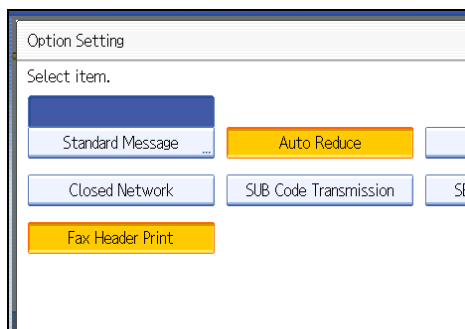 Option Setting
Select item.
Standard Message ...
Auto Reduce
Closed Network
SUB Code Transmission
Fax Header Print